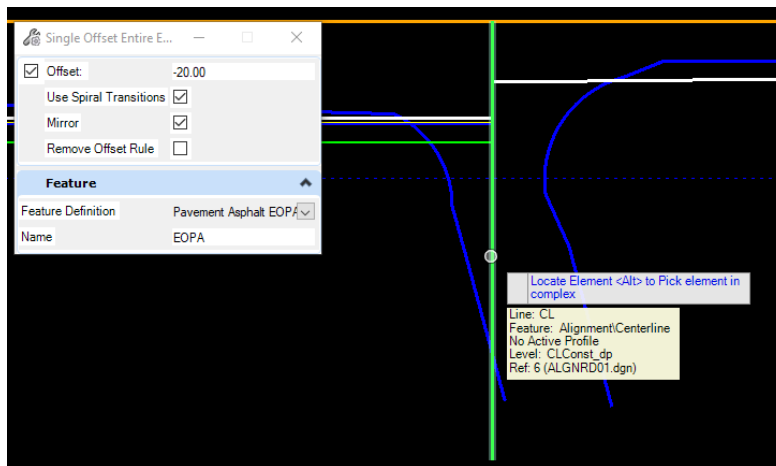 Single Offset Entire E...
Offset: -20.00
Use Spiral Transitions
Mirror
Remove Offset Rule
Feature
Feature Definition Pavement Asphalt EOPA
Name EOPA
Locate Element <Alt> to Pick element in
complex
Line: CL
Feature: Alignment\Centerline
No Active Profile
Level: CLConst_dp
Ref: 6 (ALGNRD01.dgn)